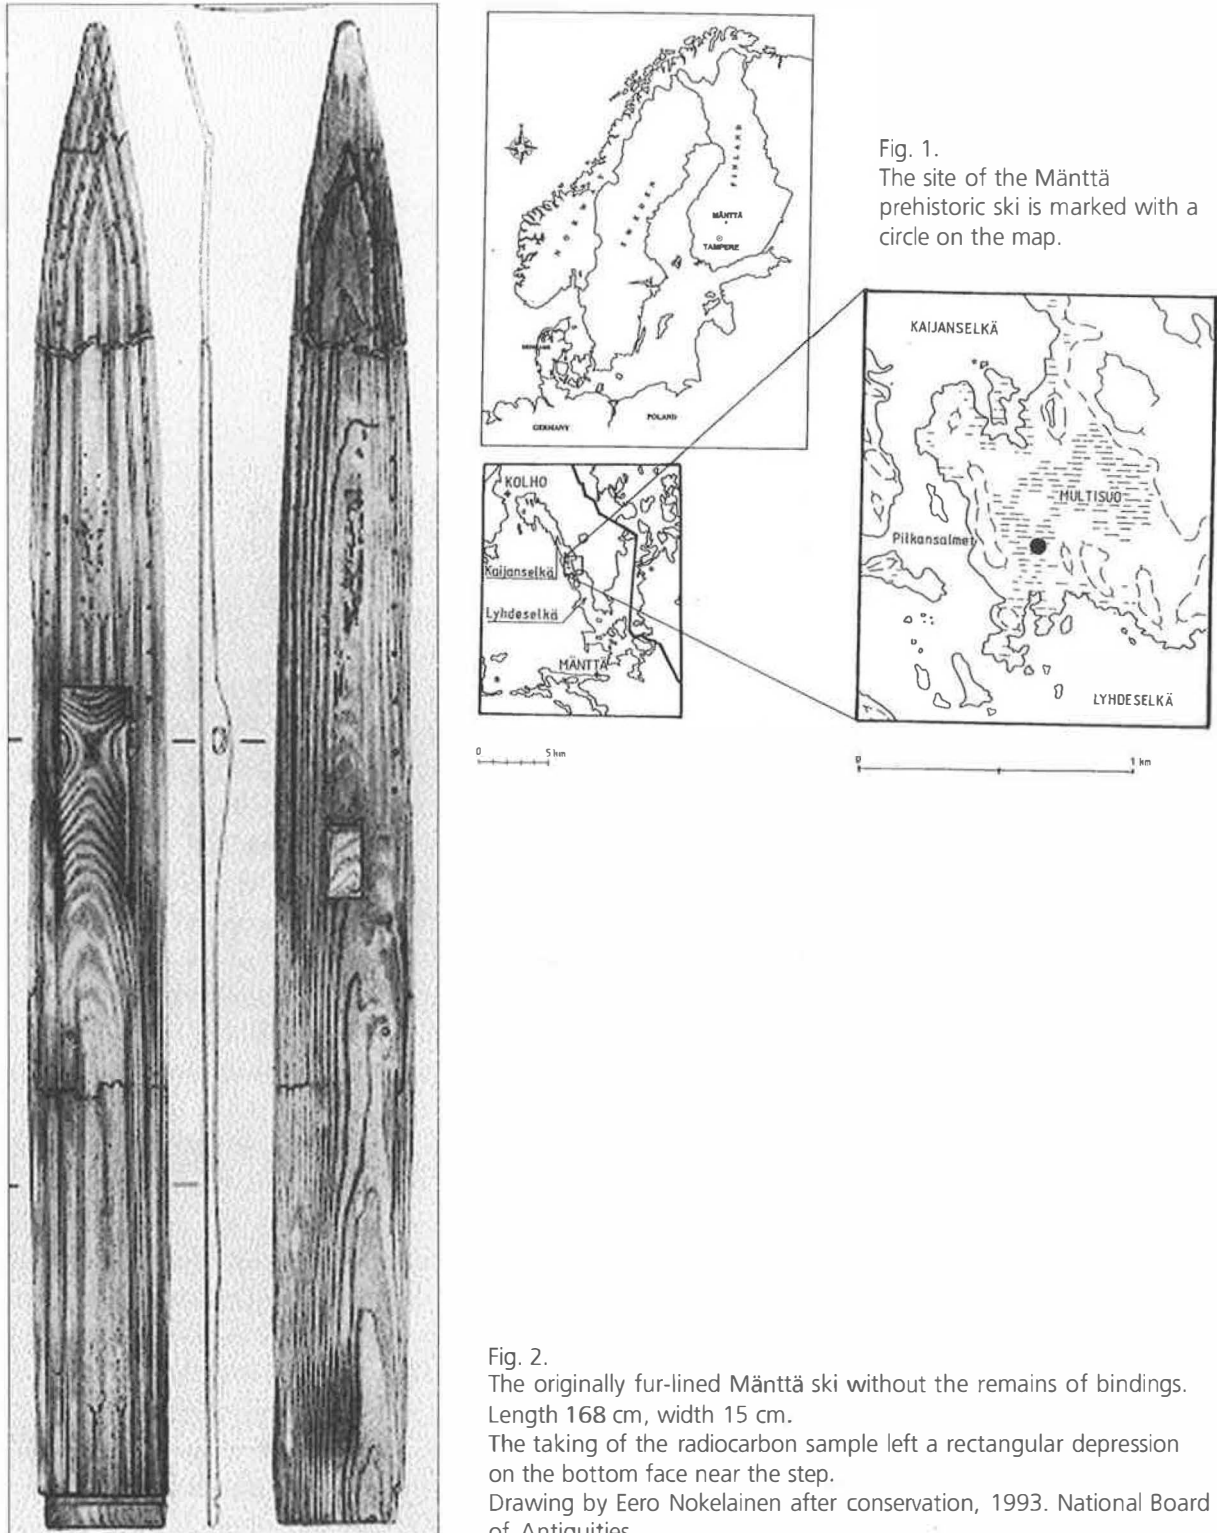 NORWAY
SWEDEN
FINLAND
MÄNTTÄ
TAMPERE
GERMANY
POLAND
Fig. 1.
The site of the Mänttä
prehistoric ski is marked with a
circle on the map.
KAIJANSELKÄ
MULTISUO
Pitkänsalmet
LYHDESELKÄ
0 1 km
KOLHO
Kaijanselkä
Lyhdeselkä
MÄNTTÄ
0 5 km
Fig. 2.
The originally fur-lined Mänttä ski without the remains of bindings.
Length 168 cm, width 15 cm.
The taking of the radiocarbon sample left a rectangular depression
on the bottom face near the step.
Drawing by Eero Nokelainen after conservation, 1993. National Board
of Antiquities